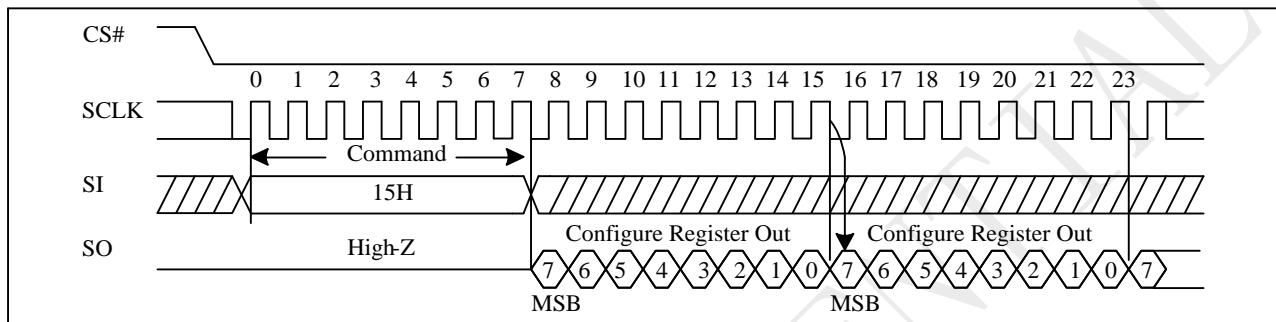 CS#
0 1 2 3 4 5 6 7 8 9 10 11 12 13 14 15 16 17 18 19 20 21 22 23
SCLK
Command
SI
15H
SO
High-Z
Configure Register Out
Configure Register Out
7 6 5 4 3 2 1 0 7 6 5 4 3 2 1 0 7
MSB
MSB